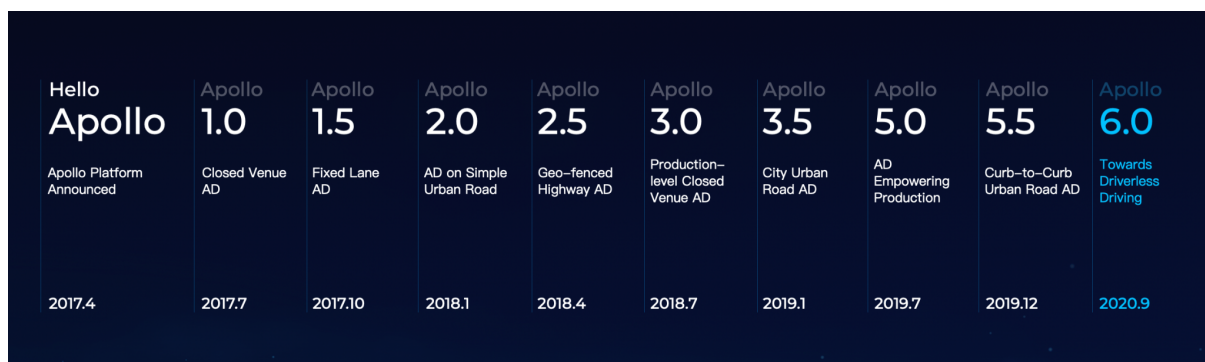 Hello
Apollo
Apollo Platform
Announced
2017.4
Apollo
1.0
Closed Venue
AD
2017.7
Apollo
1.5
Fixed Lane
AD
2017.10
Apollo
2.0
AD on Simple
Urban Road
2018.1
Apollo
2.5
Geo-fenced
Highway AD
2018.4
Apollo
3.0
Production-
level Closed
Venue AD
2018.7
Apollo
3.5
City Urban
Road AD
2019.1
Apollo
5.0
AD
Empowering
Production
2019.7
Apollo
5.5
Curb-to-Curb
Urban Road AD
2019.12
Apollo
6.0
Towards
Driverless
Driving
2020.9